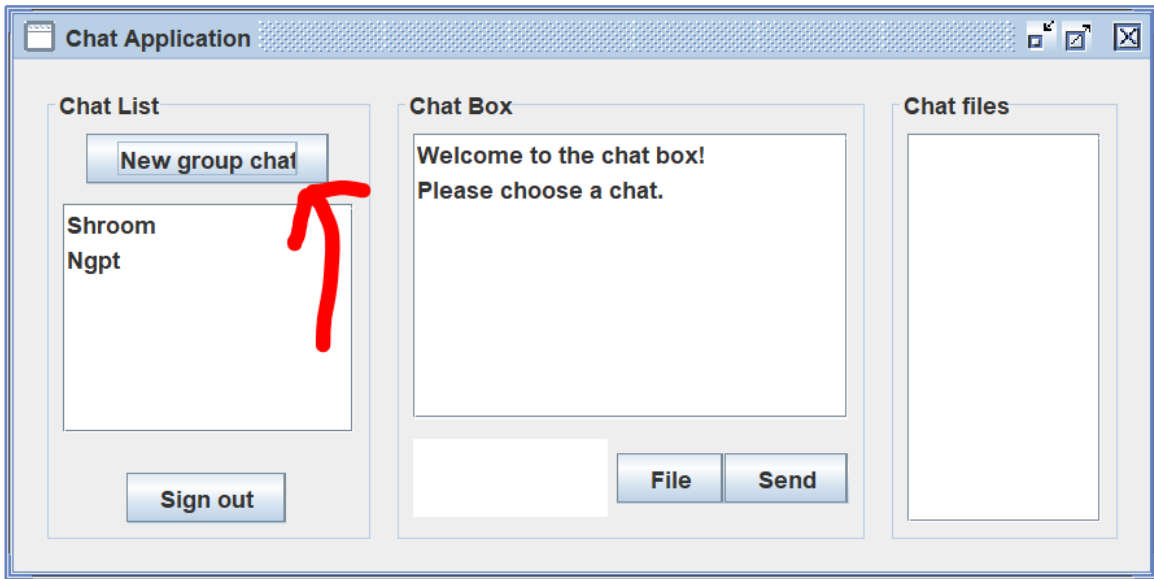 Chat Application
Chat List
New group chat
Shroom
Ngpt
Sign out
Chat Box
Welcome to the chat box!
Please choose a chat.
File
Send
Chat files